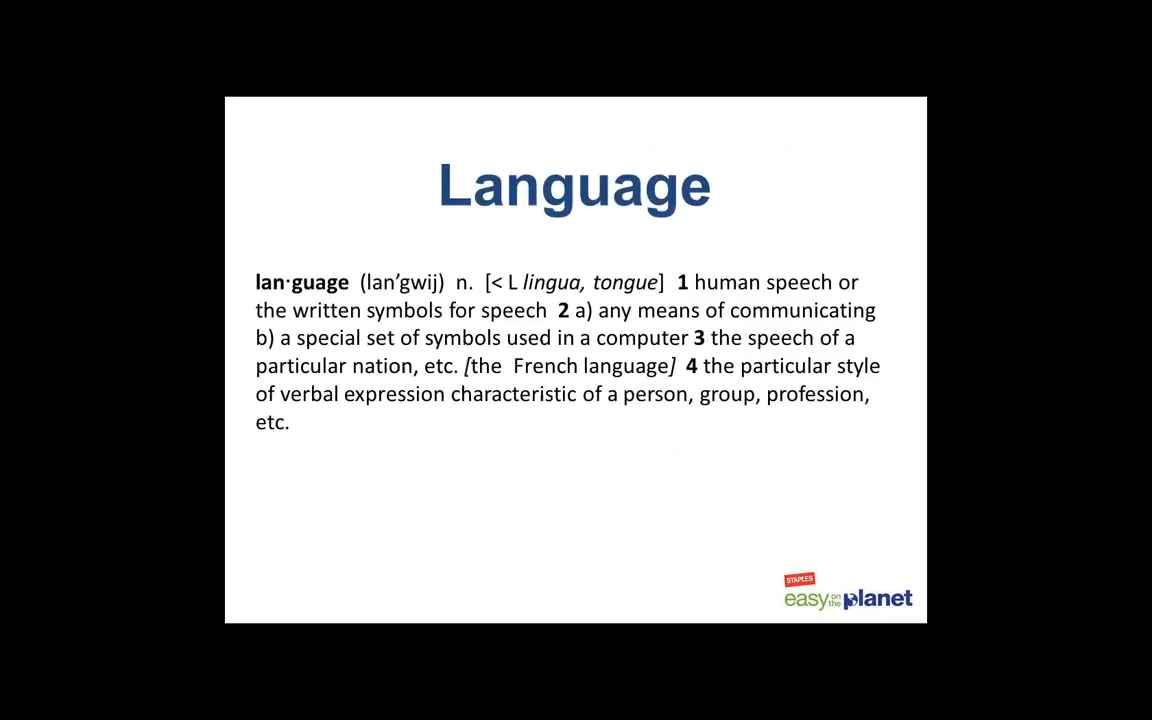 Language
lan·guage (lan’gwij) n. [< L lingua, tongue] 1 human speech or
the written symbols for speech 2 a) any means of communicating
b) a special set of symbols used in a computer 3 the speech of a
particular nation, etc. [the French language] 4 the particular style
of verbal expression characteristic of a person, group, profession,
etc.
STAPLES
easy on the planet